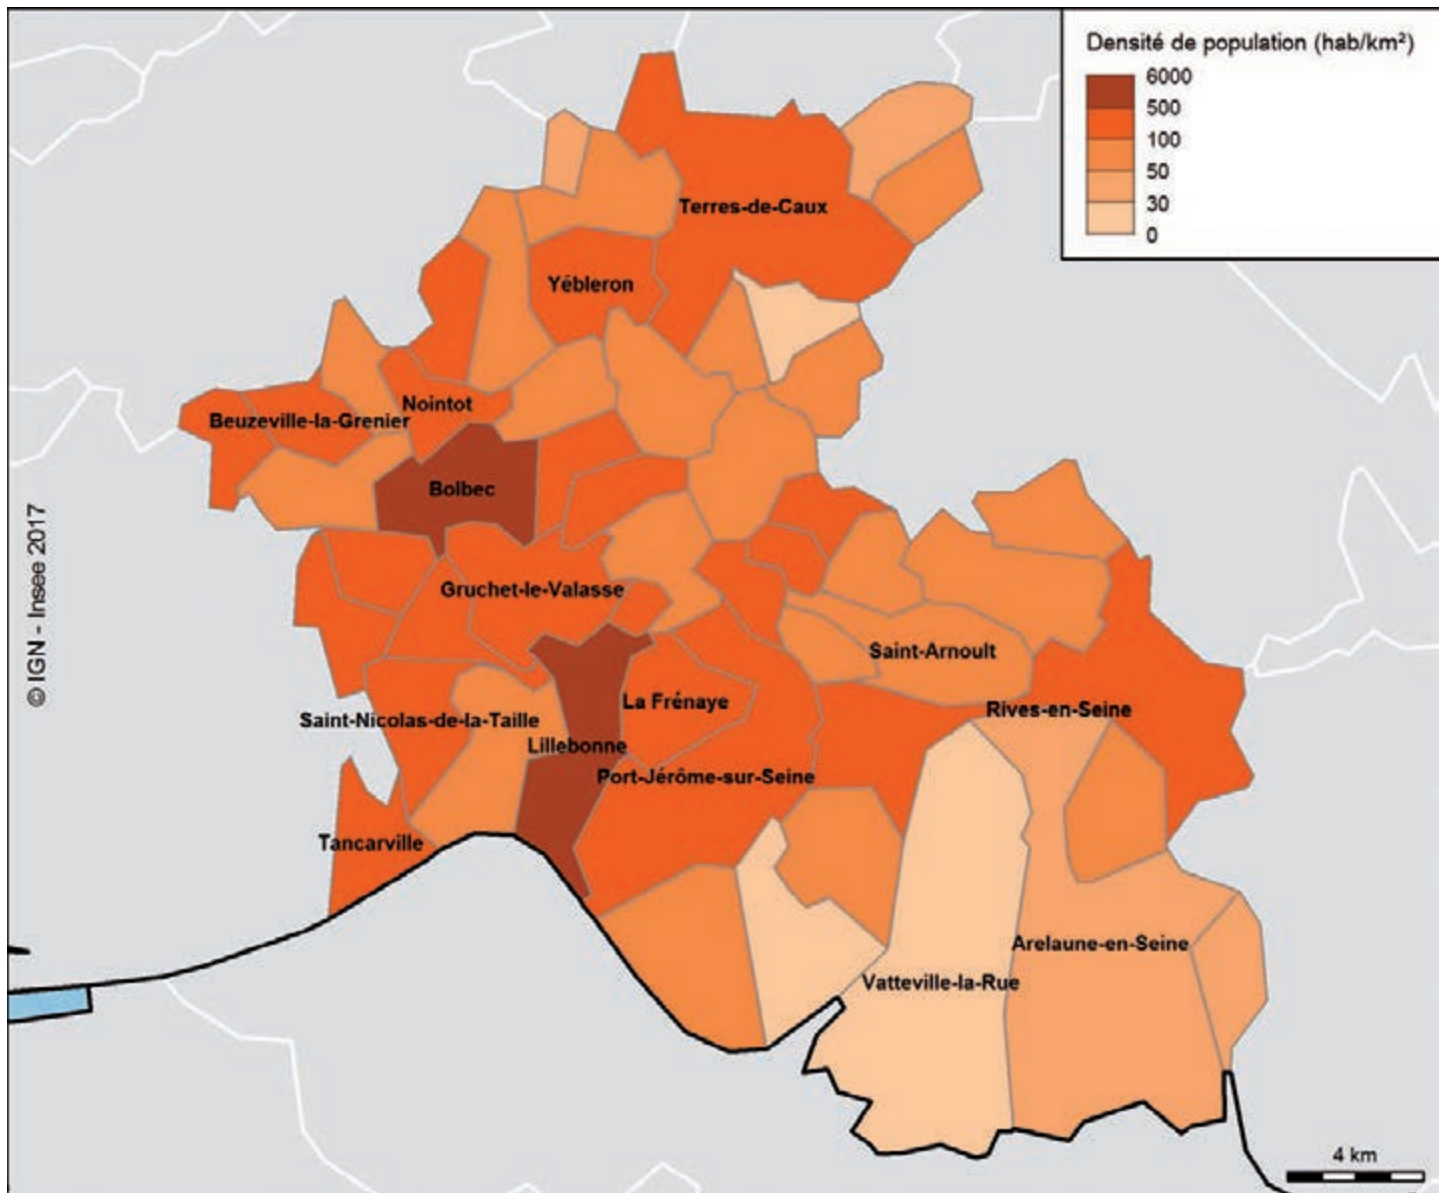 Densité de population (hab/km²)
6000
500
100
50
30
0
Terres-de-Caux
Yébleron
Nointot
Beuzeville-la-Grenier
Bolbec
© IGN - Insee 2017
Gruchet-le-Valasse
Saint-Arnoult
La Frénaye
Rives-en-Seine
Saint-Nicolas-de-la-Taille
Lillebonne
Port-Jérôme-sur-Seine
Tancarville
Arelaune-en-Seine
Vatteville-la-Rue
4 km